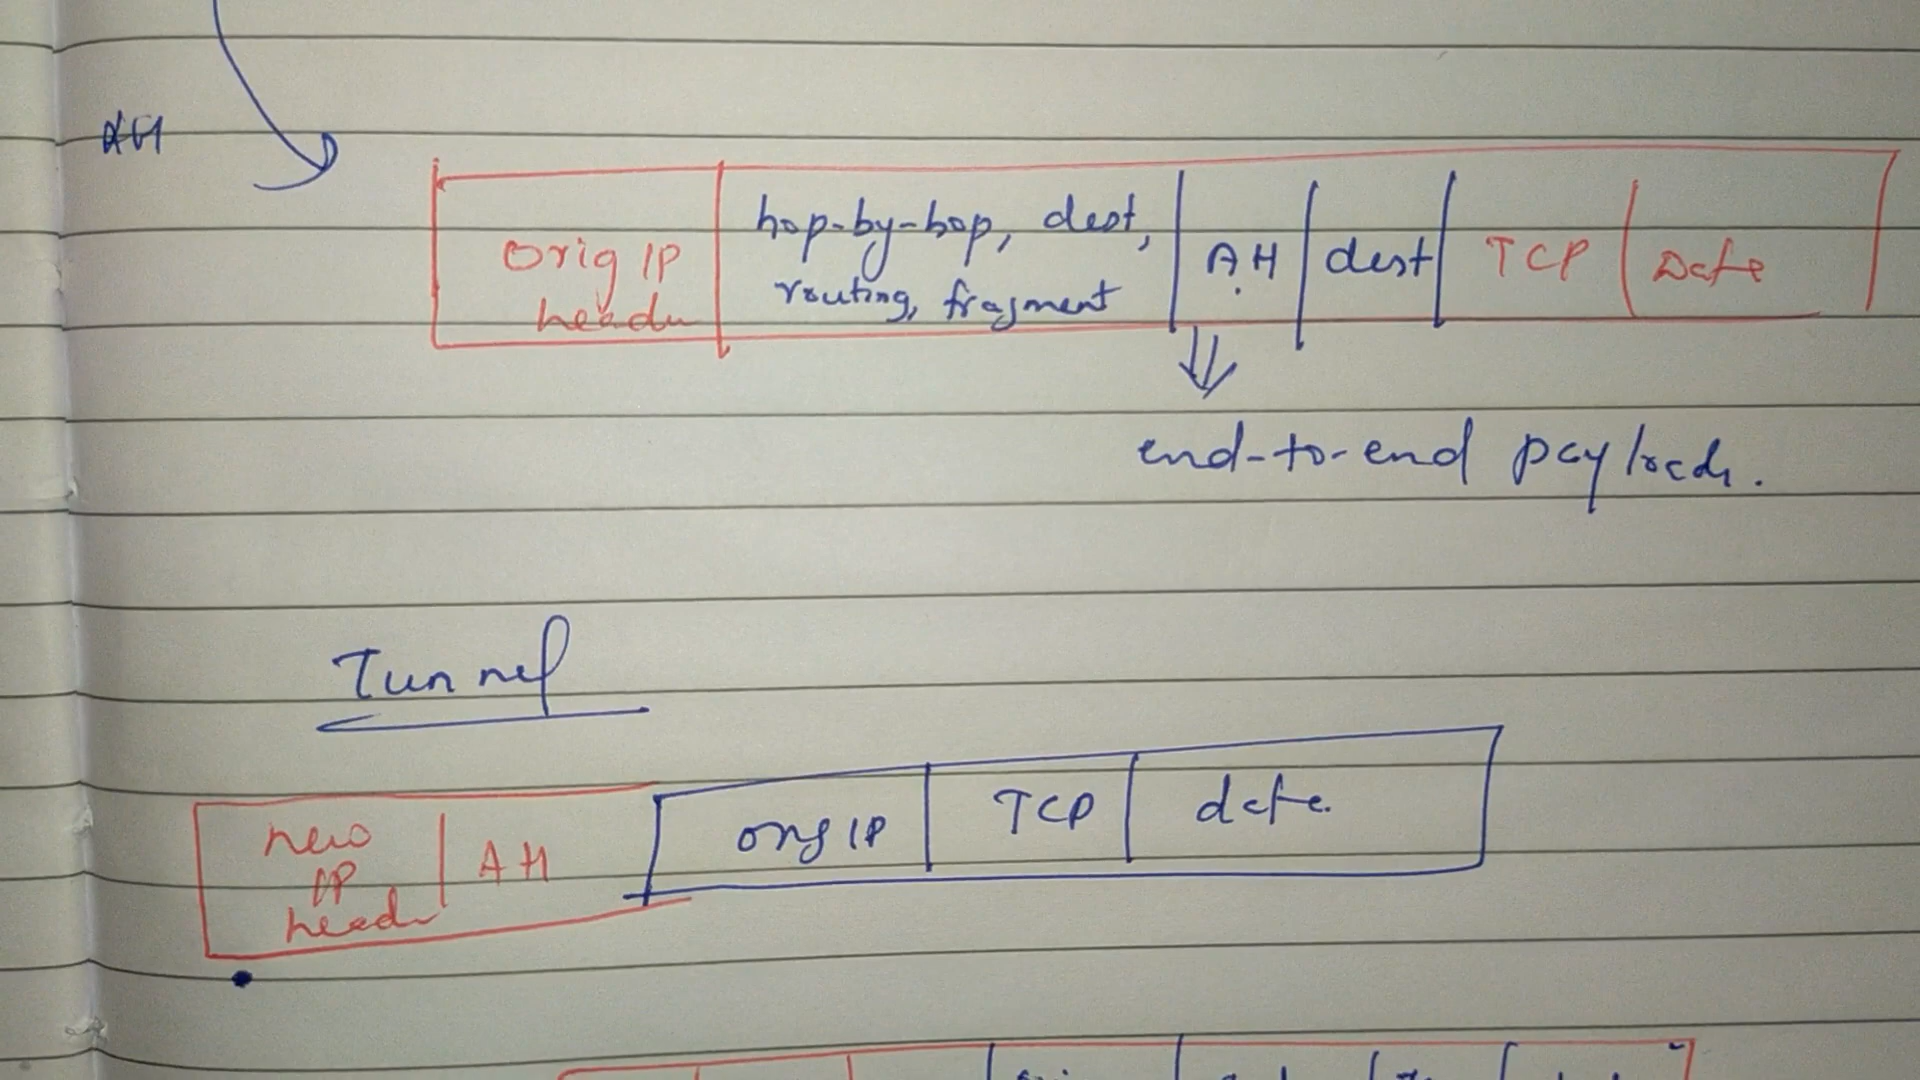 hop-by-hop, dest,
Orig IP
header
routing, fragment
AH
dest
TCP
Data
end-to-end payload.
Tunnel
new
IP
header
AH
orig IP
TCP
data